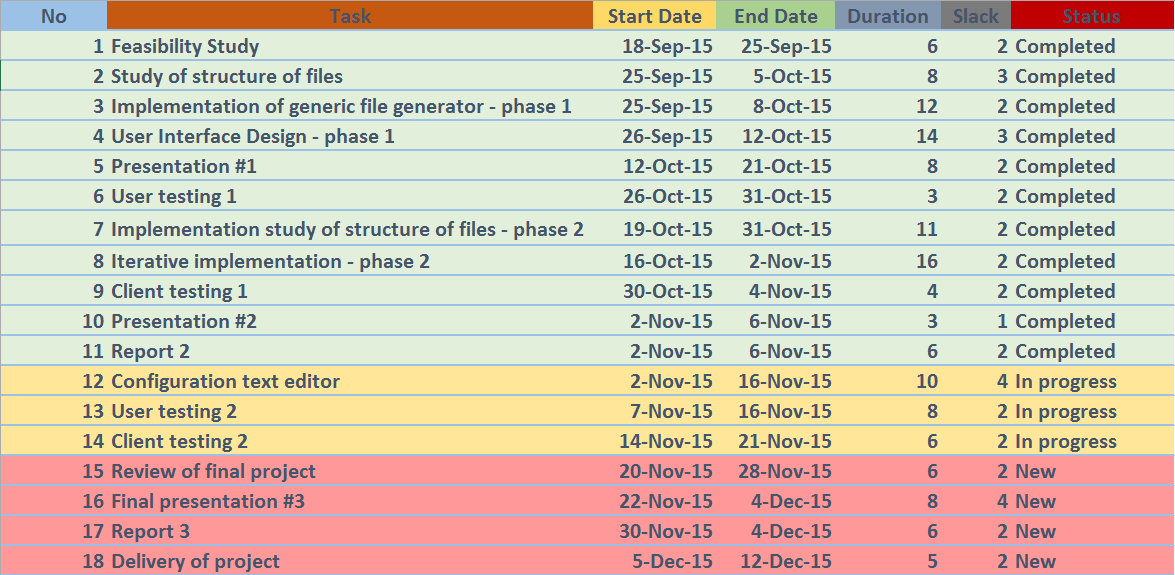 No Task Start Date End Date Duration Slack Status
1 Feasibility Study 18-Sep-15 25-Sep-15 6 2 Completed
2 Study of structure of files 25-Sep-15 5-Oct-15 8 3 Completed
3 Implementation of generic file generator - phase 1 25-Sep-15 8-Oct-15 12 2 Completed
4 User Interface Design - phase 1 26-Sep-15 12-Oct-15 14 3 Completed
5 Presentation #1 12-Oct-15 21-Oct-15 8 2 Completed
6 User testing 1 26-Oct-15 31-Oct-15 3 2 Completed
7 Implementation study of structure of files - phase 2 19-Oct-15 31-Oct-15 11 2 Completed
8 Iterative implementation - phase 2 16-Oct-15 2-Nov-15 16 2 Completed
9 Client testing 1 30-Oct-15 4-Nov-15 4 2 Completed
10 Presentation #2 2-Nov-15 6-Nov-15 3 1 Completed
11 Report 2 2-Nov-15 6-Nov-15 6 2 Completed
12 Configuration text editor 2-Nov-15 16-Nov-15 10 4 In progress
13 User testing 2 7-Nov-15 16-Nov-15 8 2 In progress
14 Client testing 2 14-Nov-15 21-Nov-15 6 2 In progress
15 Review of final project 20-Nov-15 28-Nov-15 6 2 New
16 Final presentation #3 22-Nov-15 4-Dec-15 8 4 New
17 Report 3 30-Nov-15 4-Dec-15 6 2 New
18 Delivery of project 5-Dec-15 12-Dec-15 5 2 New